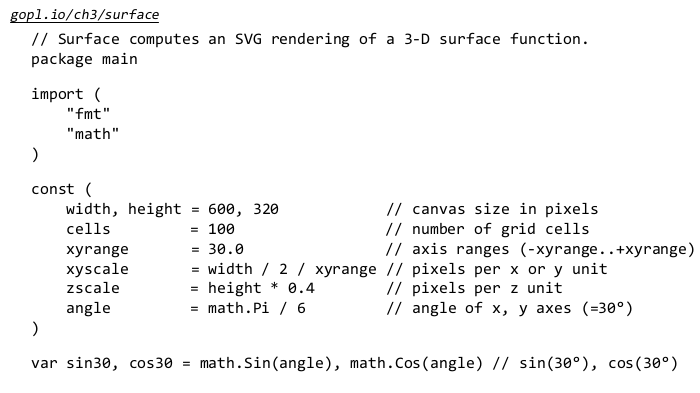 gopl.io/ch3/surface
// Surface computes an SVG rendering of a 3-D surface function.
package main
import (
"fmt"
"math"
)
const (
width, height = 600, 320 // canvas size in pixels
cells = 100 // number of grid cells
xyrange = 30.0 // axis ranges (-xyrange..+xyrange)
xyscale = width / 2 / xyrange // pixels per x or y unit
zscale = height * 0.4 // pixels per z unit
angle = math.Pi / 6 // angle of x, y axes (=30°)
)
var sin30, cos30 = math.Sin(angle), math.Cos(angle) // sin(30°), cos(30°)